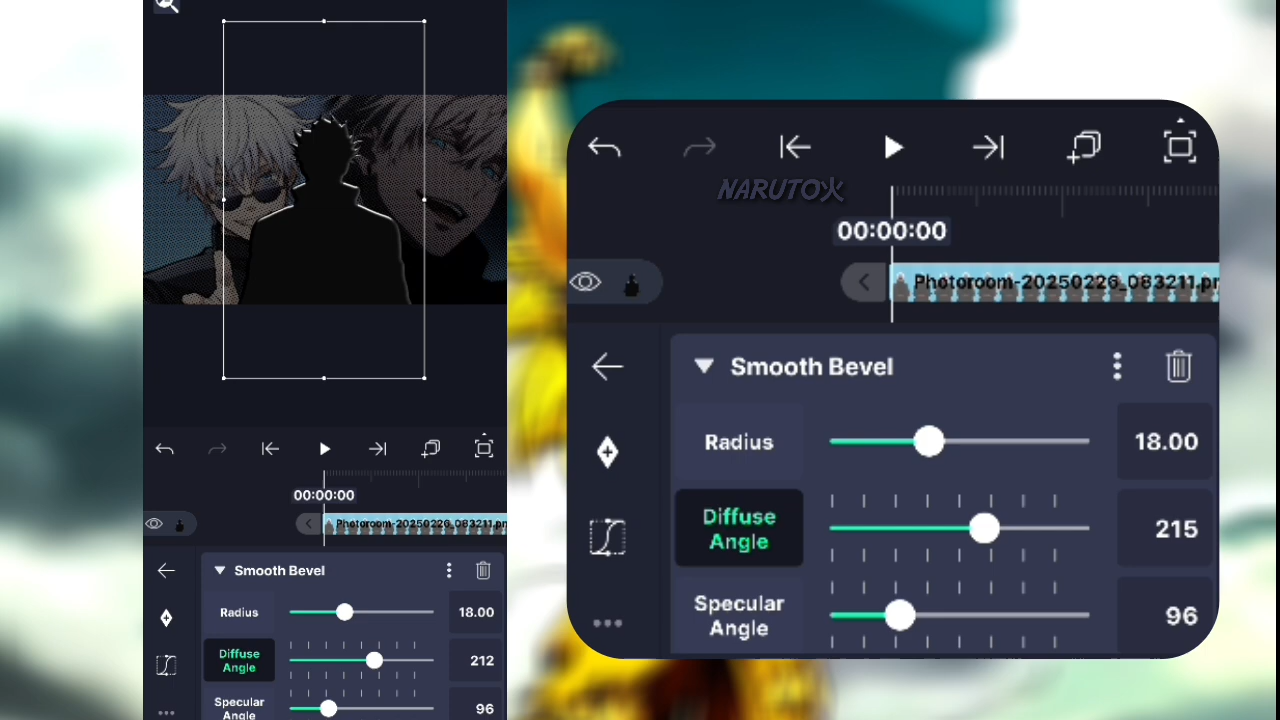 00:00:00
Photoroom-20250226_083211.pn
Smooth Bevel
Radius
18.00
Diffuse
Angle
212
Specular
Angle
96
NARUTO火
00:00:00
Photoroom-20250226_083211.pr
Smooth Bevel
Radius
18.00
Diffuse
Angle
215
Specular
Angle
96